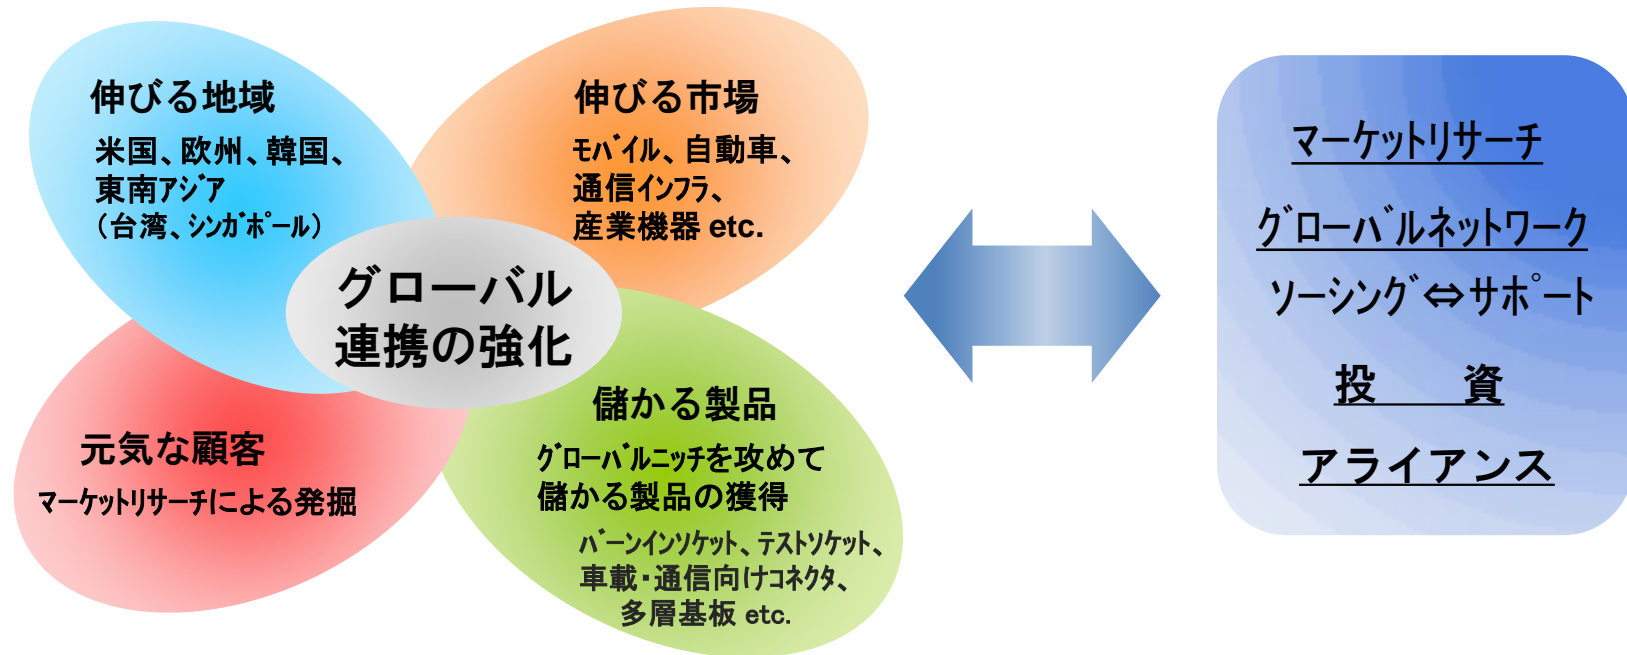 伸びる地域
米国、欧州、韓国、
東南ｱｼﾞｱ
（台湾、ｼﾝｶﾞﾎﾟｰﾙ）
伸びる市場
ﾓﾊﾞｲﾙ、自動車、
通信ｲﾝﾌﾗ、
産業機器 etc.
グローバル
連携の強化
元気な顧客
ﾏｰｹｯﾄﾘｻｰﾁによる発掘
儲かる製品
ｸﾞﾛｰﾊﾞﾙﾆｯﾁを攻めて
儲かる製品の獲得
ﾊﾞｰﾝｲﾝｿｹｯﾄ、ﾃｽﾄｿｹｯﾄ、
車載・通信向けｺﾈｸﾀ、
多層基板 etc.
ﾏｰｹｯﾄﾘｻｰﾁ
ｸﾞﾛｰﾊﾞﾙﾈｯﾄﾜｰｸ
ｿｰｼﾝｸﾞ⇔ｻﾎﾟｰﾄ
投　資
アライアンス